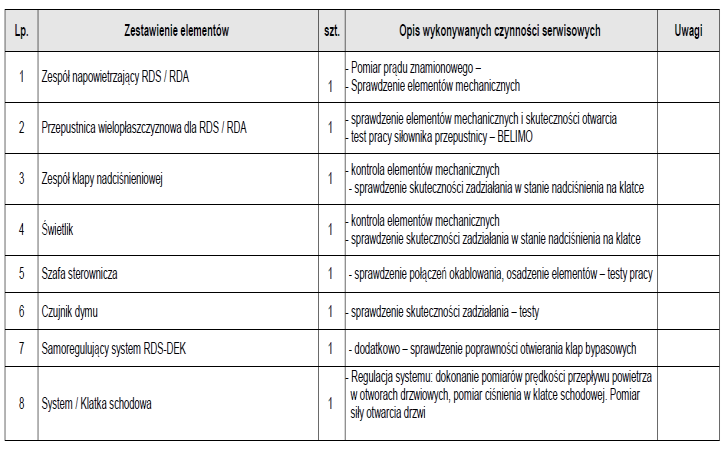 Lp. Zestawienie elementów szt. Opis wykonywanych czynności serwisowych Uwagi
1 Zespół napowietrzający RDS / RDA 1 - Pomiar prądu znamionowego –
- Sprawdzenie elementów mechanicznych
2 Przepustnica wielopłaszczyznowa dla RDS / RDA 1 - sprawdzenie elementów mechanicznych i skuteczności otwarcia
- test pracy siłownika przepustnicy – BELIMO
3 Zespół klapy nadciśnieniowej 1 - kontrola elementów mechanicznych
- sprawdzenie skuteczności zadziałania w stanie nadciśnienia na klatce
4 Świetlik 1 - kontrola elementów mechanicznych
- sprawdzenie skuteczności zadziałania w stanie nadciśnienia na klatce
5 Szafa sterownicza 1 - sprawdzenie połączeń okablowania, osadzenie elementów – testy pracy
6 Czujnik dymu 1 - sprawdzenie skuteczności zadziałania – testy
7 Samoregulujący system RDS-DEK 1 - dodatkowo – sprawdzenie poprawności otwierania klap bypasowych
8 System / Klatka schodowa 1 - Regulacja systemu: dokonanie pomiarów prędkości przepływu powietrza
w otworach drzwiowych, pomiar ciśnienia w klatce schodowej. Pomiar
siły otwarcia drzwi